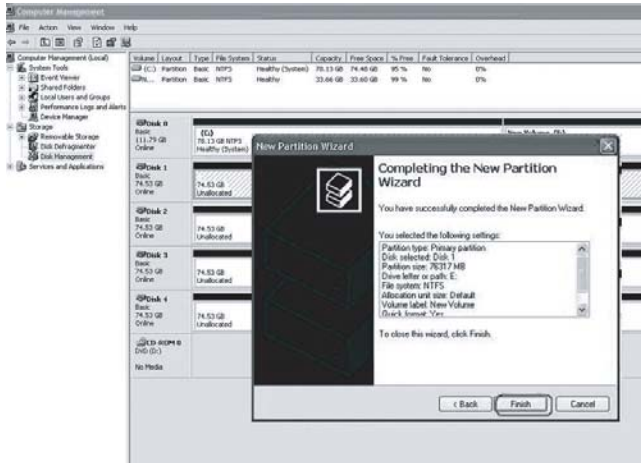 Computer Management
File Action View Window Help
Computer Management (Local)
System Tools
Event Viewer
Shared Folders
Local Users and Groups
Performance Logs and Alerts
Device Manager
Storage
Removable Storage
Disk Defragmenter
Disk Management
Services and Applications
Volume Layout Type File System Status Capacity Free Space % Free Fault Tolerance Overhead
(C:) Partition Basic NTFS Healthy (System) 78.13 GB 74.48 GB 95 % No 0%
Partition Basic NTFS Healthy 33.66 GB 33.60 GB 99 % No 0%
Disk 0
Basic
111.79 GB
Online
(C:)
78.13 GB NTFS
Healthy (System)
Disk 1
Basic
74.53 GB
Online
74.53 GB
Unallocated
Disk 2
Basic
74.53 GB
Online
74.53 GB
Unallocated
Disk 3
Basic
74.53 GB
Online
74.53 GB
Unallocated
Disk 4
Basic
74.53 GB
Online
74.53 GB
Unallocated
CD-ROM 0
DVD (D:)
No Media
New Partition Wizard
Completing the New Partition
Wizard
You have successfully completed the New Partition Wizard.
You selected the following settings:
Partition type: Primary partition
Disk selected: Disk 1
Partition size: 76317 MB
Drive letter or path: E:
File system: NTFS
Allocation unit size: Default
Volume label: New Volume
Quick format: Yes
To close this wizard, click Finish.
< Back Finish Cancel